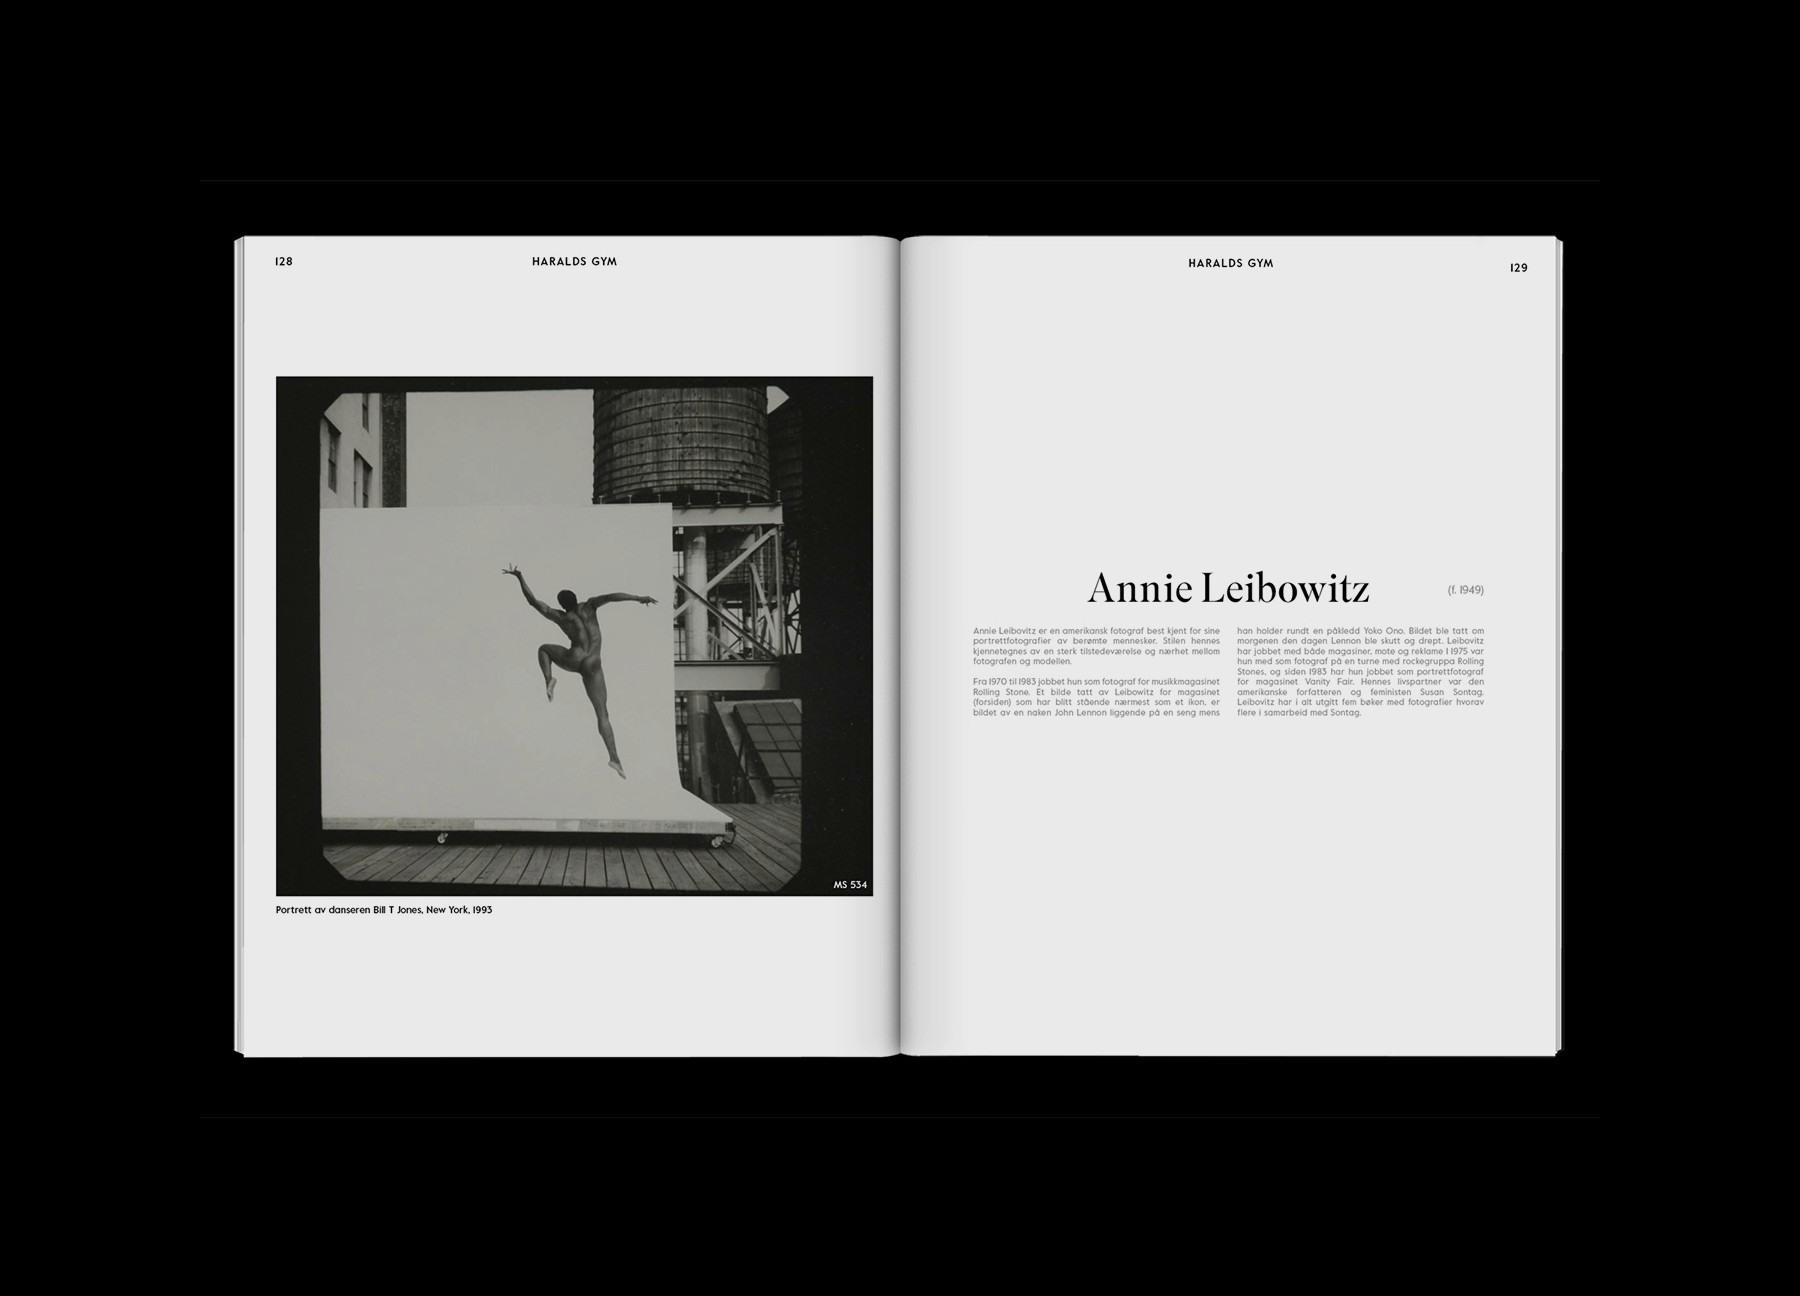 128
HARALDS GYM
MS 534
Portrett av danseren Bill T Jones, New York, 1993
HARALDS GYM
129
Annie Leibowitz
(f. 1949)
Annie Leibovitz er en amerikansk fotograf best kjent for sine
portrettfotografier av berømte mennesker. Stilen hennes
kjennetegnes av en sterk tilstedeværelse og nærhet mellom
fotografen og modellen.
Fra 1970 til 1983 jobbet hun som fotograf for musikkmagasinet
Rolling Stone. Et bilde tatt av Leibowitz for magasinet
(forsiden) som har blitt stående nærmest som et ikon, er
bildet av en naken John Lennon liggende på en seng mens
han holder rundt en påkledd Yoko Ono. Bildet ble tatt om
morgenen den dagen Lennon ble skutt og drept. Leibowitz
har jobbet med både magasiner, mote og reklame I 1975 var
hun med som fotograf på en turne med rockegruppa Rolling
Stones, og siden 1983 har hun jobbet som portrettfotograf
for magasinet Vanity Fair. Hennes livspartner var den
amerikanske forfatteren og feministen Susan Sontag.
Leibovitz har i alt utgitt fem bøker med fotografier hvorav
flere i samarbeid med Sontag.